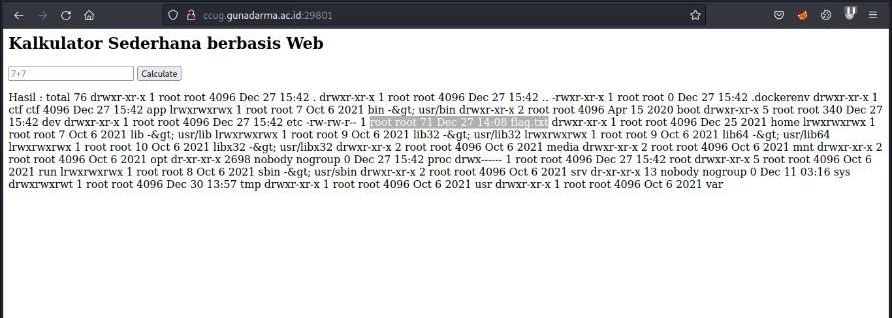 ccug.gunadarma.ac.id:29801
Kalkulator Sederhana berbasis Web
7+7 Calculate
Hasil : total 76 drwxr-xr-x 1 root root 4096 Dec 27 15:42 . drwxr-xr-x 1 root root 4096 Dec 27 15:42 .. -rwxr-xr-x 1 root root 0 Dec 27 15:42 .dockerenv drwxr-xr-x 1
ctf ctf 4096 Dec 27 15:42 app lrwxrwxrwx 1 root root 7 Oct 6 2021 bin -&gt; usr/bin drwxr-xr-x 2 root root 4096 Apr 15 2020 boot drwxr-xr-x 5 root root 340 Dec 27
15:42 dev drwxr-xr-x 1 root root 4096 Dec 27 15:42 etc -rw-rw-r-- 1 root root 71 Dec 27 14:08 flag.txt drwxr-xr-x 1 root root 4096 Dec 25 2021 home lrwxrwxrwx 1
root root 7 Oct 6 2021 lib -&gt; usr/lib lrwxrwxrwx 1 root root 9 Oct 6 2021 lib32 -&gt; usr/lib32 lrwxrwxrwx 1 root root 9 Oct 6 2021 lib64 -&gt; usr/lib64
lrwxrwxrwx 1 root root 10 Oct 6 2021 libx32 -&gt; usr/libx32 drwxr-xr-x 2 root root 4096 Oct 6 2021 media drwxr-xr-x 2 root root 4096 Oct 6 2021 mnt drwxr-xr-x 2
root root 4096 Oct 6 2021 opt dr-xr-xr-x 2698 nobody nogroup 0 Dec 27 15:42 proc drwx------ 1 root root 4096 Dec 27 15:42 root drwxr-xr-x 5 root root 4096 Oct 6
2021 run lrwxrwxrwx 1 root root 8 Oct 6 2021 sbin -&gt; usr/sbin drwxr-xr-x 2 root root 4096 Oct 6 2021 srv dr-xr-xr-x 13 nobody nogroup 0 Dec 11 03:16 sys
drwxrwxrwt 1 root root 4096 Dec 30 13:57 tmp drwxr-xr-x 1 root root 4096 Oct 6 2021 usr drwxr-xr-x 1 root root 4096 Oct 6 2021 var